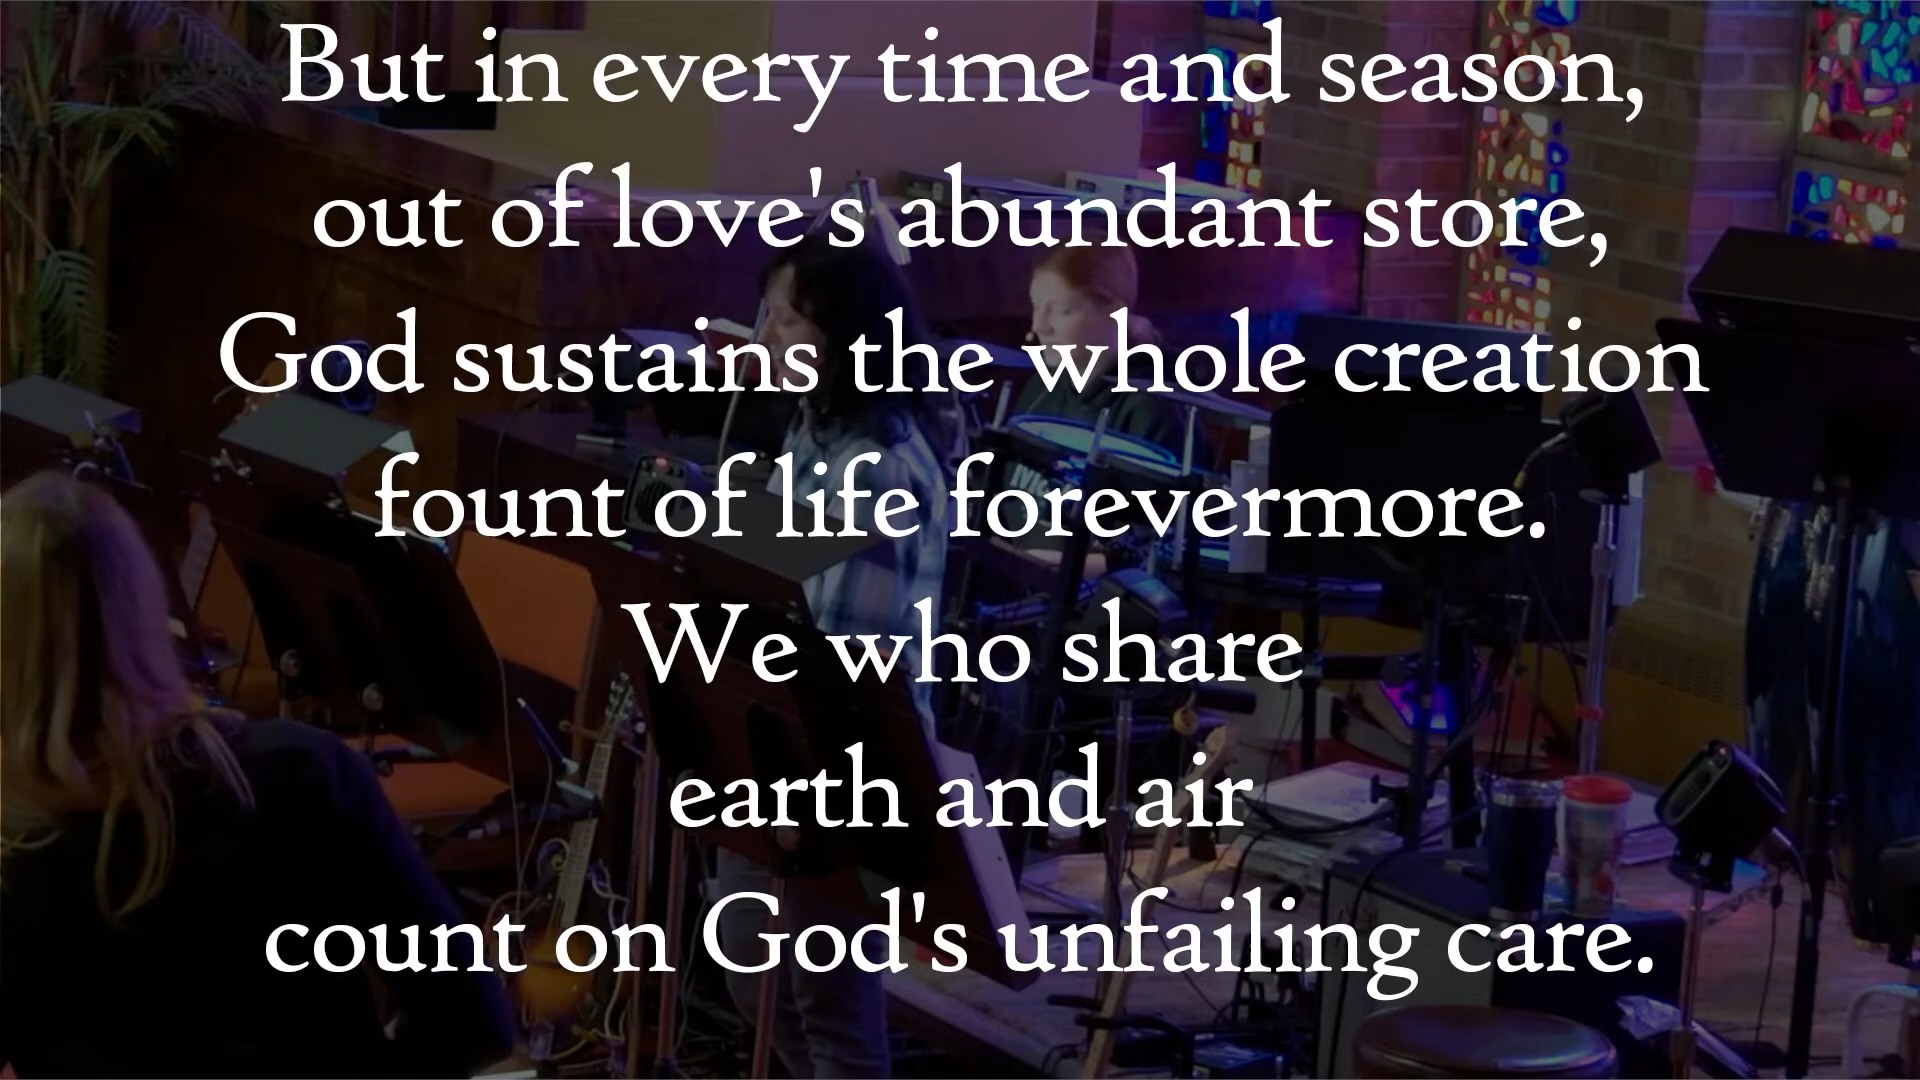 But in every time and season,
out of love's abundant store,
God sustains the whole creation
fount of life forevermore.
We who share
earth and air
count on God's unfailing care.